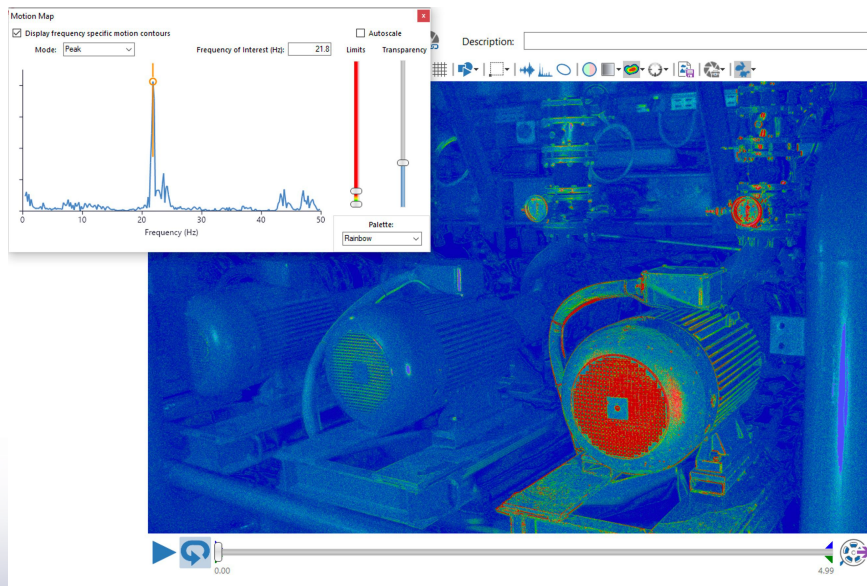 Motion Map
x
Display frequency specific motion contours
Autoscale
Mode: Peak Frequency of Interest (Hz): 21.8 Limits Transparency
Description:
0 10 20 30 40 50
Frequency (Hz)
Palette:
Rainbow
0.00 4.99